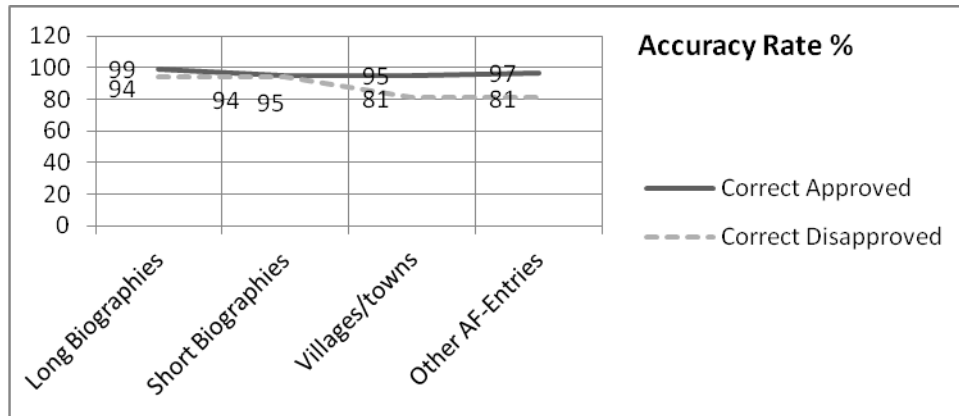 Accuracy Rate %
120
100
80
60
40
20
0
99
94
94
95
95
81
97
81
Long Biographies
Short Biographies
Villages/towns
Other AF-Entries
Correct Approved
Correct Disapproved